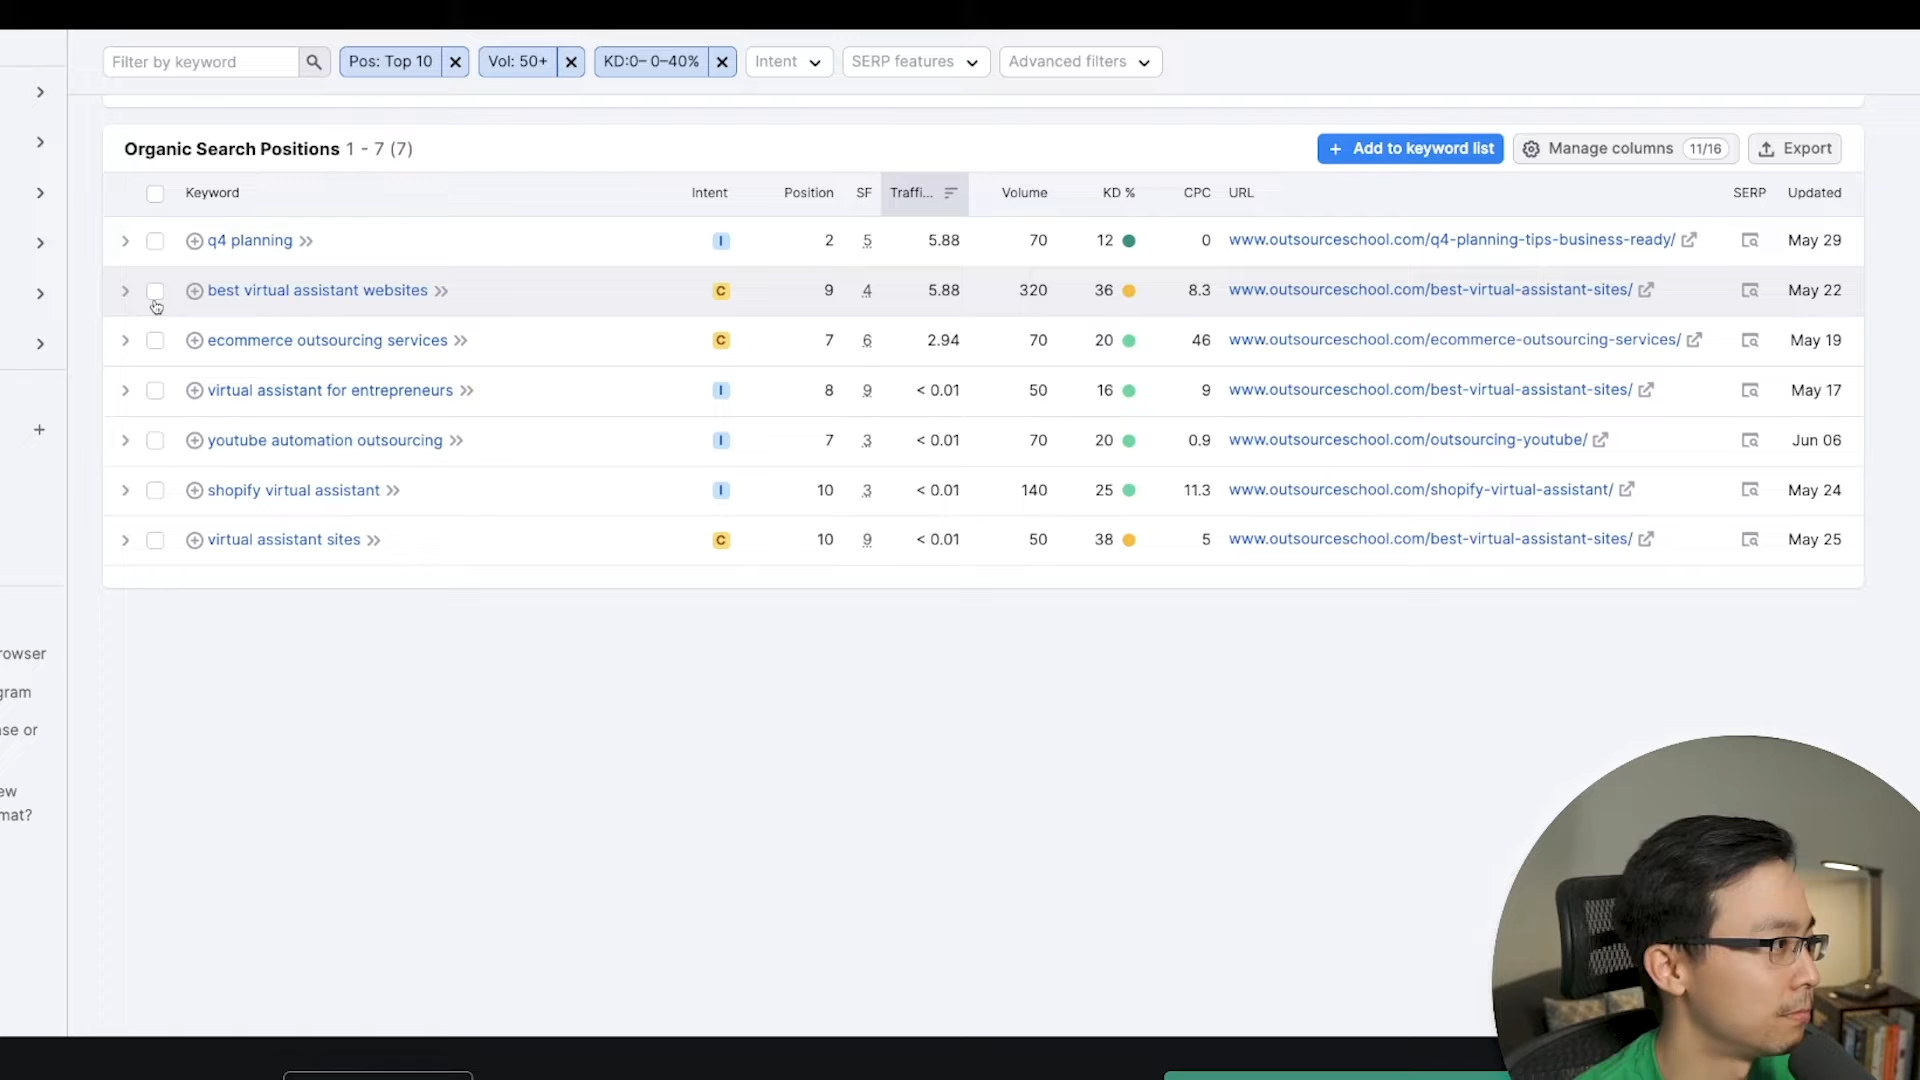 Filter by keyword Pos: Top 10 Vol: 50+ KD:0– 0–40% Intent SERP features Advanced filters
Organic Search Positions 1 - 7 (7) + Add to keyword list Manage columns 11/16 Export
Keyword Intent Position SF Traffi... Volume KD % CPC URL SERP Updated
q4 planning I 2 5 5.88 70 12 0 www.outsourceschool.com/q4-planning-tips-business-ready/ May 29
best virtual assistant websites C 9 4 5.88 320 36 8.3 www.outsourceschool.com/best-virtual-assistant-sites/ May 22
ecommerce outsourcing services C 7 6 2.94 70 20 46 www.outsourceschool.com/ecommerce-outsourcing-services/ May 19
virtual assistant for entrepreneurs I 8 9 < 0.01 50 16 9 www.outsourceschool.com/best-virtual-assistant-sites/ May 17
youtube automation outsourcing I 7 3 < 0.01 70 20 0.9 www.outsourceschool.com/outsourcing-youtube/ Jun 06
shopify virtual assistant I 10 3 < 0.01 140 25 11.3 www.outsourceschool.com/shopify-virtual-assistant/ May 24
virtual assistant sites C 10 9 < 0.01 50 38 5 www.outsourceschool.com/best-virtual-assistant-sites/ May 25
rowser
gram
se or
ew
mat?